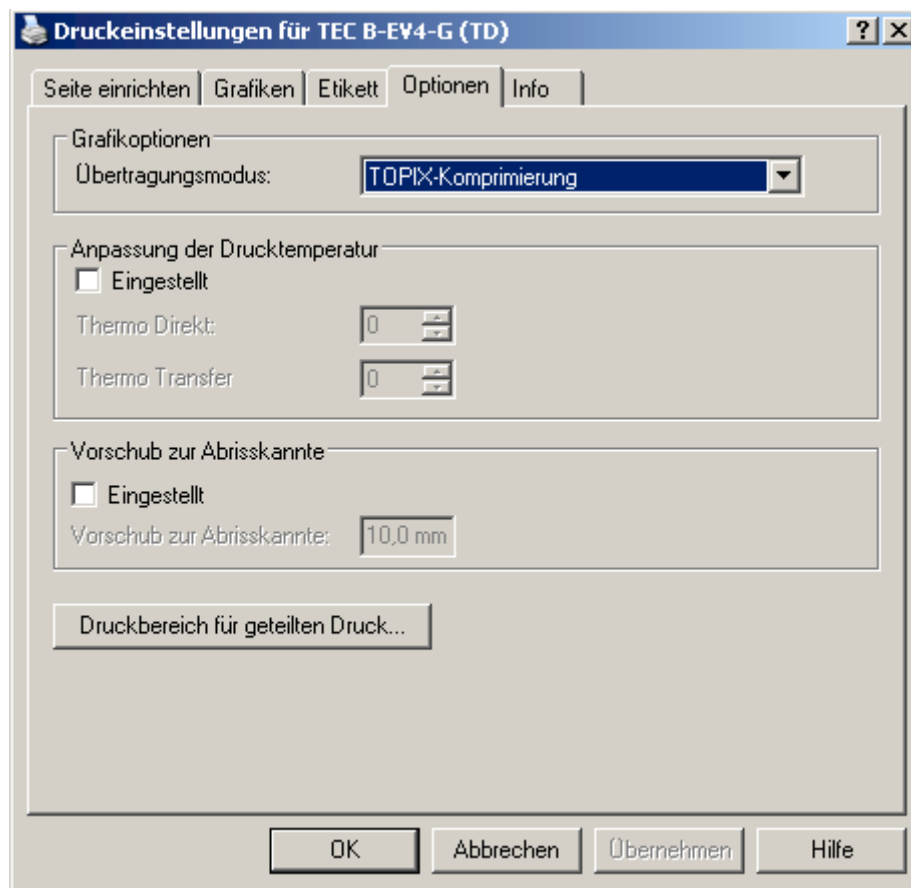 Druckeinstellungen für TEC B-EV4-G (TD)
Seite einrichten Grafiken Etikett Optionen Info
Grafikoptionen
Übertragungsmodus: TOPIX-Komprimierung
Anpassung der Drucktemperatur
Eingestellt
Thermo Direkt: 0
Thermo Transfer 0
Vorschub zur Abrisskannte
Eingestellt
Vorschub zur Abrisskannte: 10,0 mm
Druckbereich für geteilten Druck...
OK Abbrechen Übernehmen Hilfe